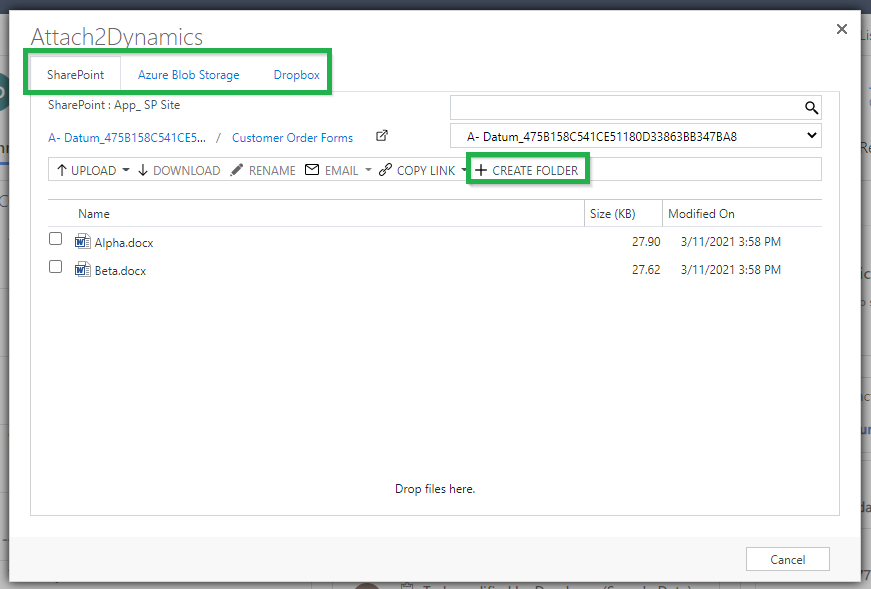 Attach2Dynamics
SharePoint Azure Blob Storage Dropbox
SharePoint : App_ SP Site
A- Datum_475B158C541CE5... / Customer Order Forms A- Datum_475B158C541CE51180D33863BB347BA8
UPLOAD DOWNLOAD RENAME EMAIL COPY LINK CREATE FOLDER
Name Size (KB) Modified On
Alpha.docx 27.90 3/11/2021 3:58 PM
Beta.docx 27.62 3/11/2021 3:58 PM
Drop files here.
Cancel